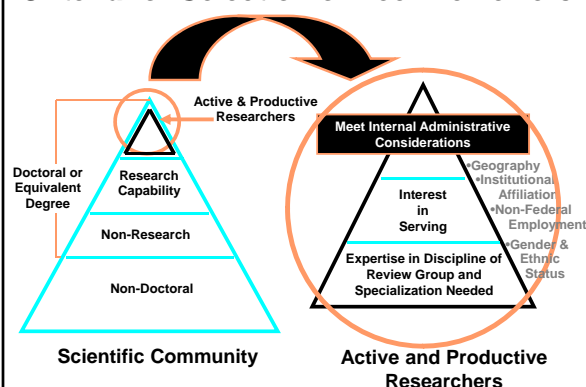 Active & Productive
Researchers
Doctoral or
Equivalent
Degree
Research
Capability
Non-Research
Non-Doctoral
Scientific Community
Meet Internal Administrative
Considerations
•Geography
•Institutional
Affiliation
•Non-Federal
Employment
•Gender &
Ethnic
Status
Interest
in
Serving
Expertise in Discipline of
Review Group and
Specialization Needed
Active and Productive
Researchers